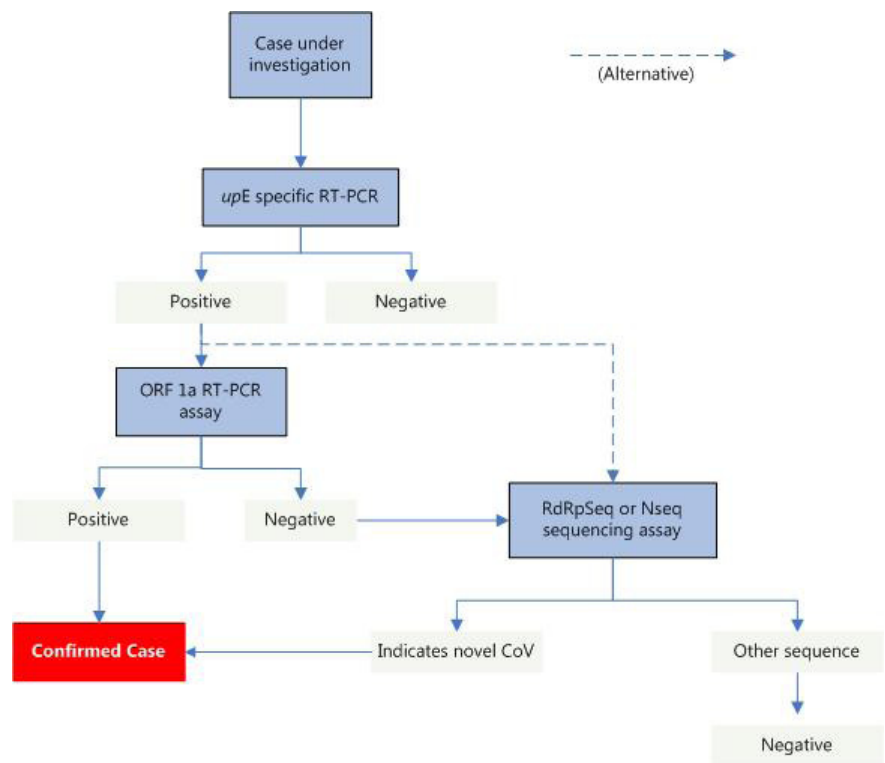 Case under
investigation
(Alternative)
upE specific RT-PCR
Positive
Negative
ORF 1a RT-PCR
assay
Positive
Negative
RdRpSeq or Nseq
sequencing assay
Confirmed Case
Indicates novel CoV
Other sequence
Negative